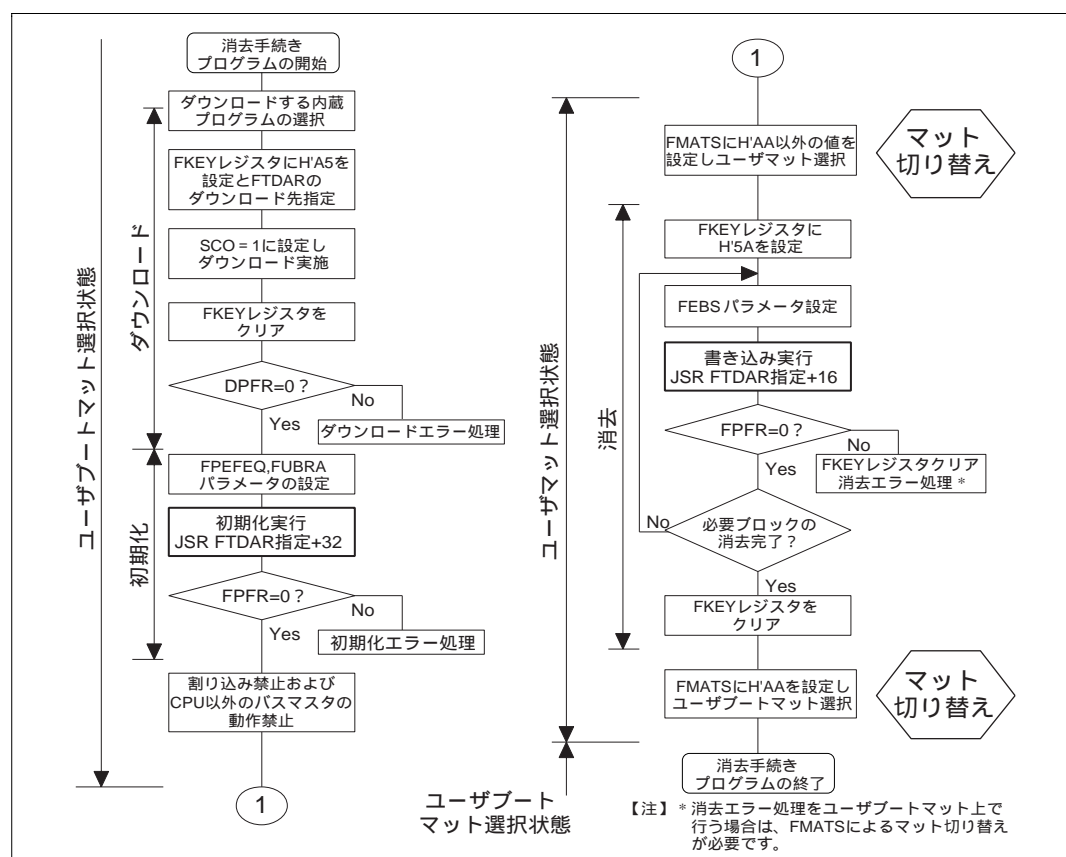 消去手続き
プログラムの開始
ダウンロードする内蔵
プログラムの選択
FKEYレジスタにH'A5を
設定とFTDARの
ダウンロード先指定
SCO = 1に設定し
ダウンロード実施
FKEYレジスタを
クリア
DPFR=0 ?
No
Yes
ダウンロードエラー処理
FPEFEQ,FUBRA
パラメータの設定
初期化実行
JSR FTDAR指定+32
FPFR=0 ?
No
Yes
初期化エラー処理
割り込み禁止および
CPU以外のバスマスタの
動作禁止
1
ユーザブートマット選択状態
ダウンロード
初期化
1
FMATSにH'AA以外の値を
設定しユーザマット選択
マット
切り替え
FKEYレジスタに
H'5Aを設定
FEBSパラメータ設定
書き込み実行
JSR FTDAR指定+16
FPFR=0 ?
No
Yes
FKEYレジスタクリア
消去エラー処理 *
No
必要ブロックの
消去完了 ?
Yes
FKEYレジスタを
クリア
FMATSにH'AAを設定し
ユーザブートマット選択
マット
切り替え
ユーザマット選択状態
消去
消去手続き
プログラムの終了
ユーザブート
マット選択状態
【注】 * 消去エラー処理をユーザブートマット上で
行う場合は、FMATSによるマット切り替え
が必要です。